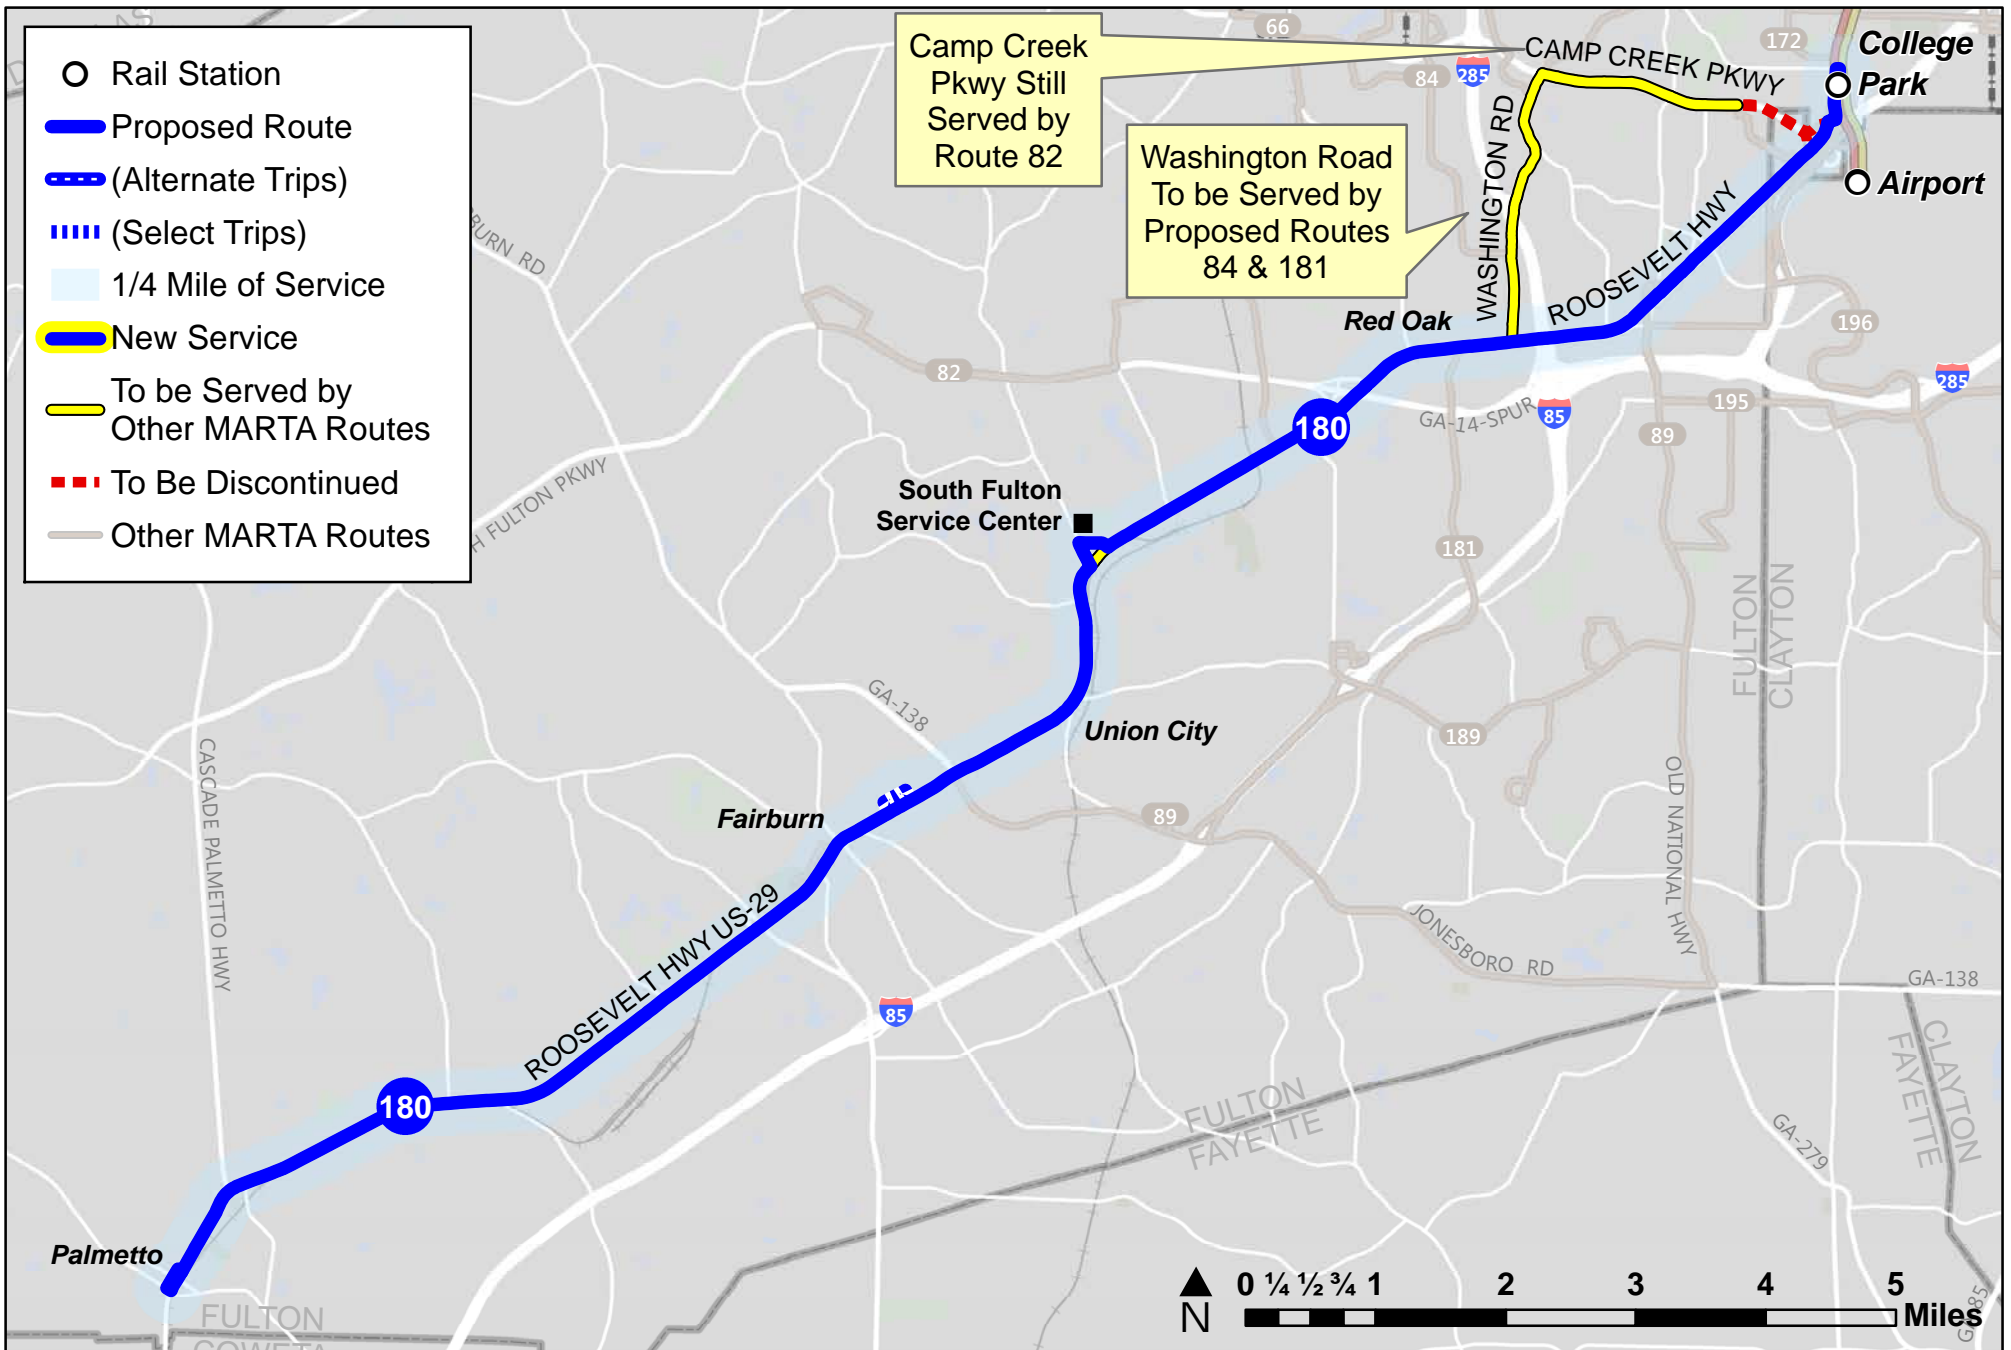 Rail Station
Proposed Route
(Alternate Trips)
(Select Trips)
1/4 Mile of Service
New Service
To be Served by
Other MARTA Routes
To Be Discontinued
Other MARTA Routes
Camp Creek
Pkwy Still
Served by
Route 82
Washington Road
To be Served by
Proposed Routes
84 & 181
66
84
285
CAMP CREEK PKWY
172
College
Park
Airport
WASHINGTON RD
ROOSEVELT HWY
Red Oak
196
285
195
89
85
GA-14-SPUR
82
180
South Fulton
Service Center
181
FULTON
CLAYTON
189
Union City
GA-138
Fairburn
89
OLD NATIONAL HWY
JONESBORO RD
GA-138
CASCADE PALMETTO HWY
H FULTON PKWY
BURN RD
ROOSEVELT HWY US-29
85
180
FULTON
FAYETTE
CLAYTON
FAYETTE
GA-279
Palmetto
FULTON
COWETA
N
0 ¼ ½ ¾ 1 2 3 4 5
Miles